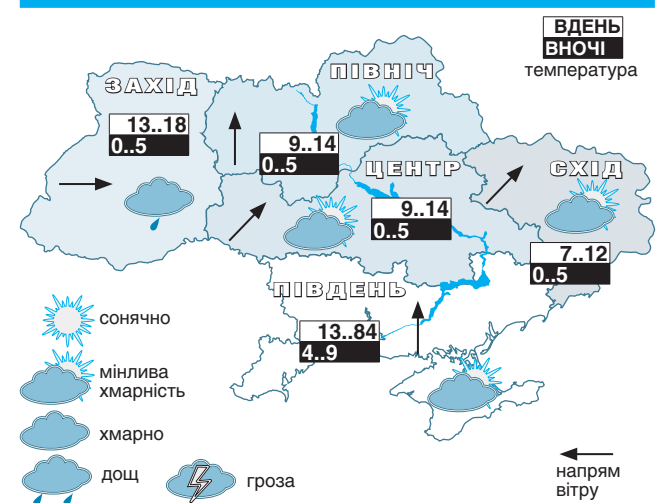 ВДЕНЬ
ВНОЧІ
температура
ПІВНІЧ
ЗАХІД
13..18
0..5
9..14
0..5
ЦЕНТР
СХІД
9..14
0..5
7..12
0..5
ПІВДЕНЬ
13..84
4..9
сонячно
мінлива
хмарність
хмарно
дощ
гроза
напрям
вітру